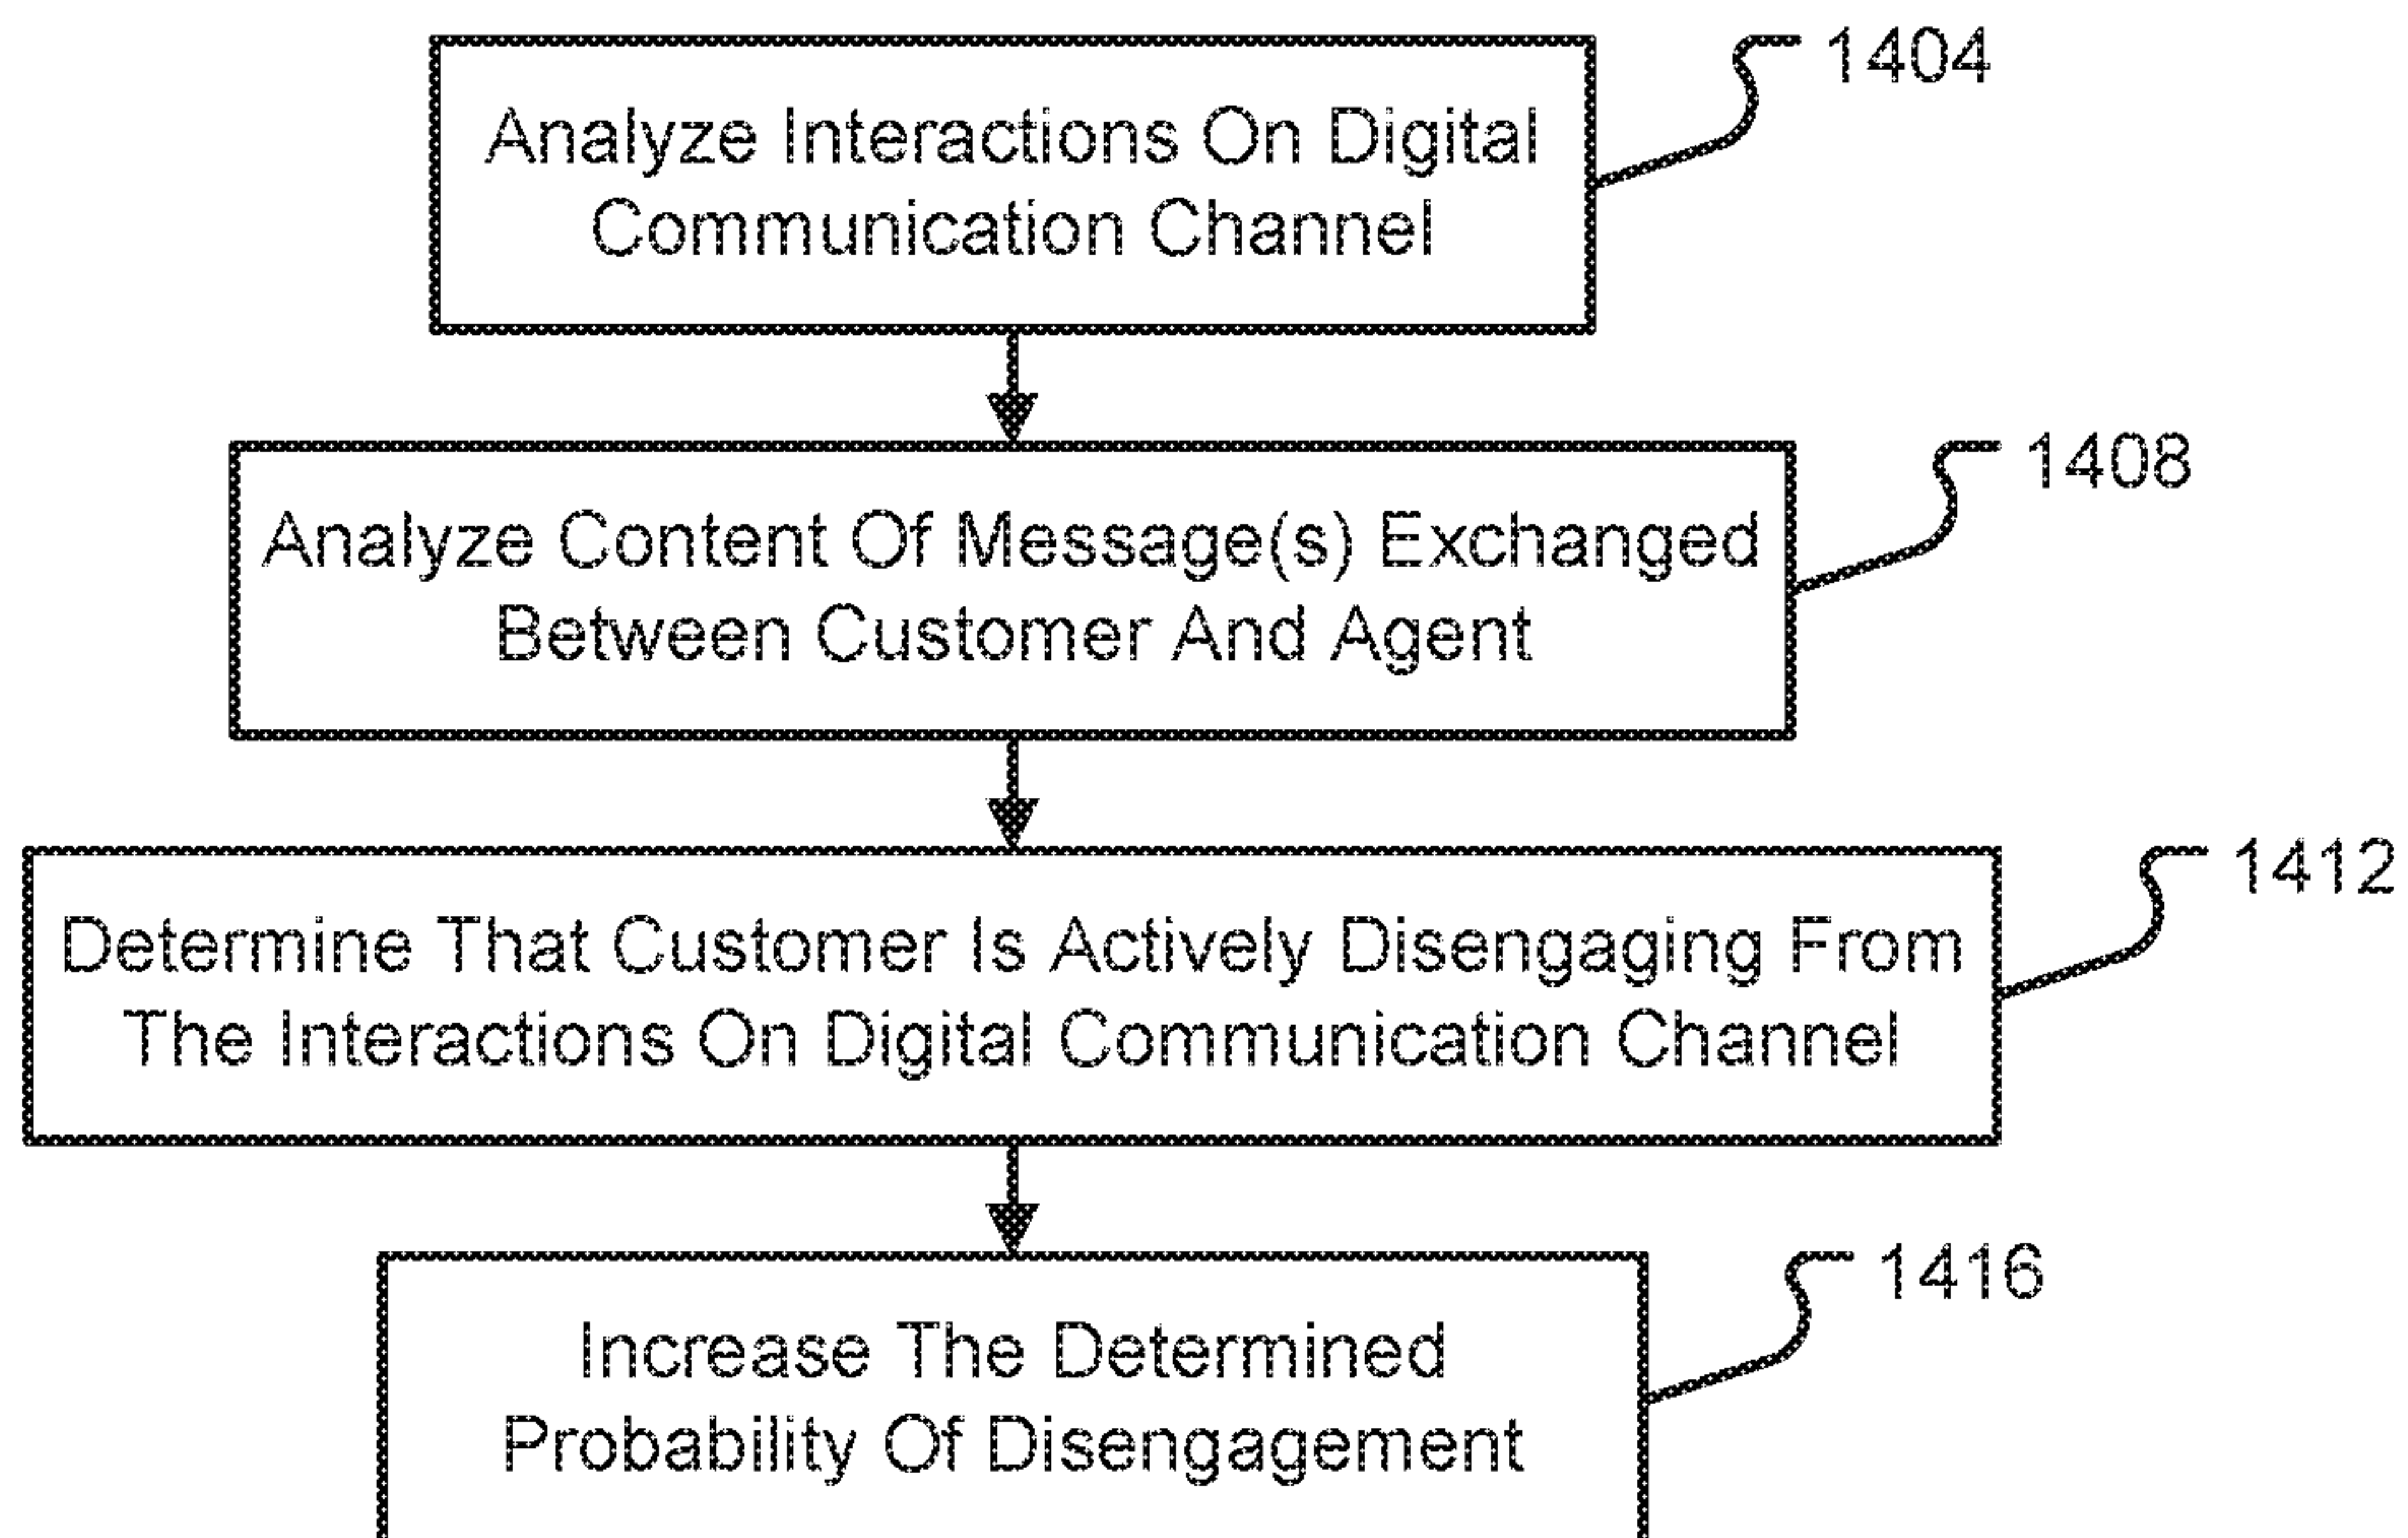 Analyze Interactions On Digital
Communication Channel
1404
Analyze Content Of Message(s) Exchanged
Between Customer And Agent
1408
Determine That Customer Is Actively Disengaging From
The Interactions On Digital Communication Channel
1412
Increase The Determined
Probability Of Disengagement
1416